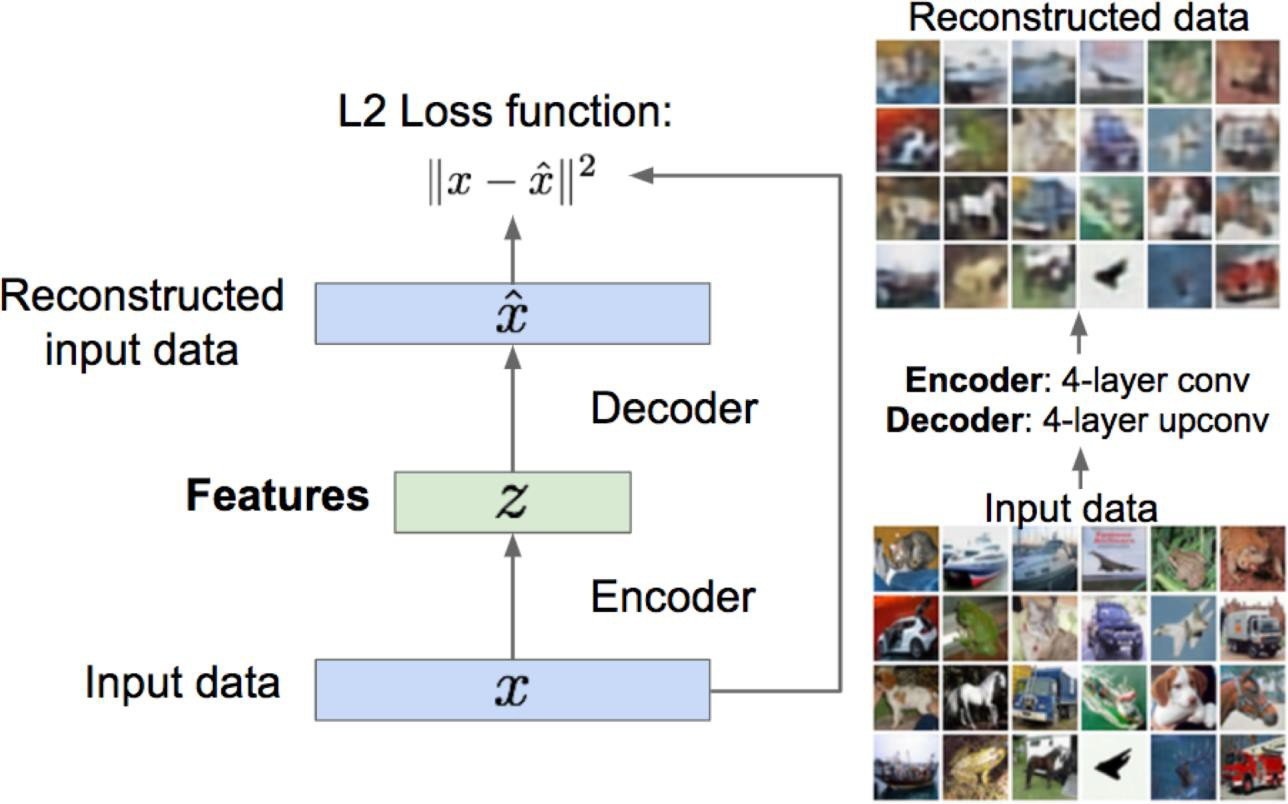 Reconstructed data
L2 Loss function:
‖x − x̂‖²
Reconstructed
input data
x̂
Decoder
Features
z
Encoder
Input data
x
Encoder: 4-layer conv
Decoder: 4-layer upconv
Input data